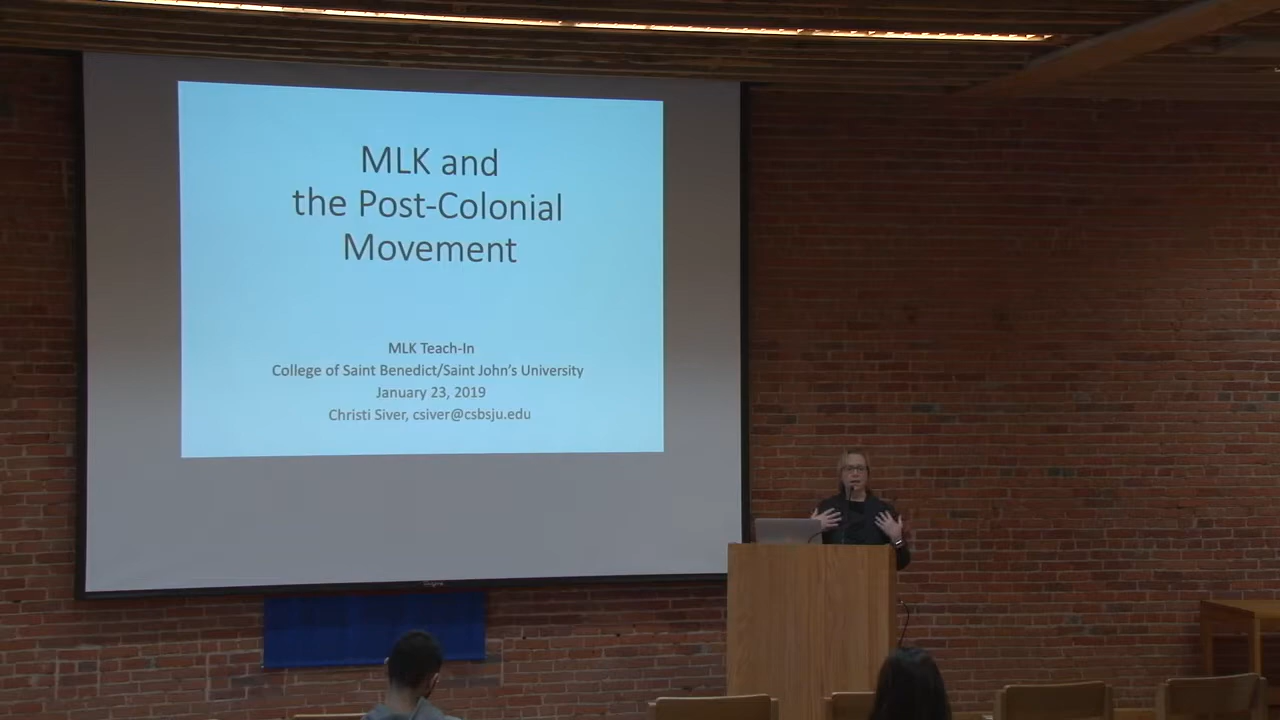 MLK and
the Post-Colonial
Movement
MLK Teach-In
College of Saint Benedict/Saint John's University
January 23, 2019
Christi Siver, csiver@csbsju.edu